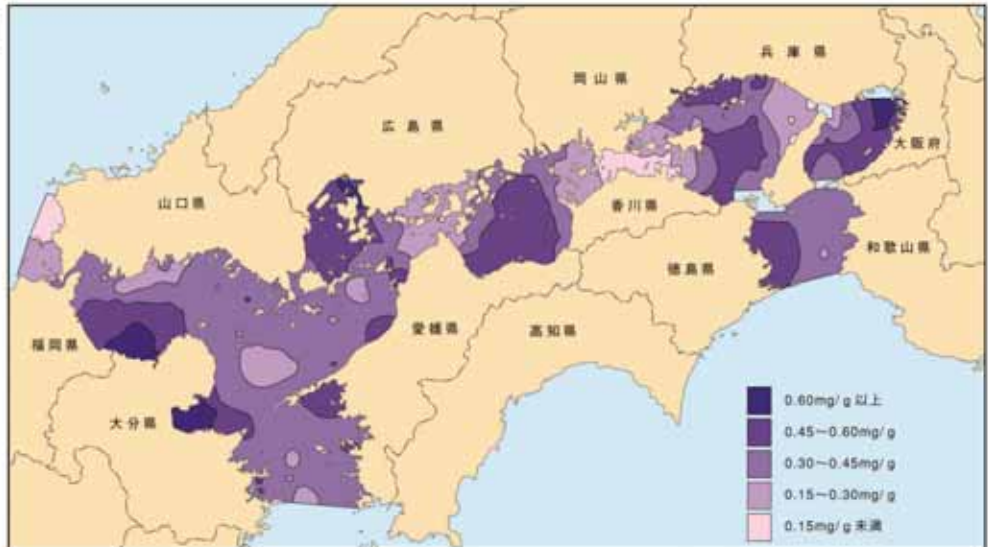 兵庫県
岡山県
広島県
大阪府
山口県
香川県
和歌山県
徳島県
愛媛県
高知県
福岡県
大分県
0.60mg/g 以上
0.45～0.60mg/g
0.30～0.45mg/g
0.15～0.30mg/g
0.15mg/g 未満